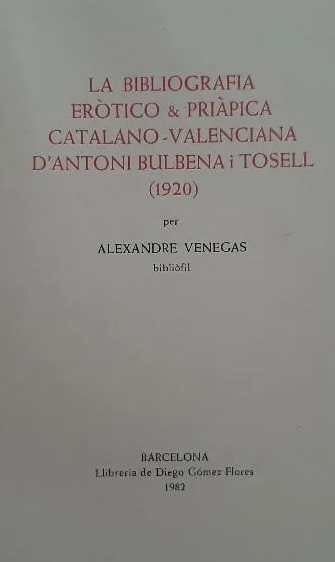 LA BIBLIOGRAFIA
ERÒTICO & PRIÀPICA
CATALANO-VALENCIANA
D'ANTONI BULBENA i TOSELL
(1920)
per
ALEXANDRE VENEGAS
bibliòfil
BARCELONA
Llibreria de Diego Gómez Flores
1982